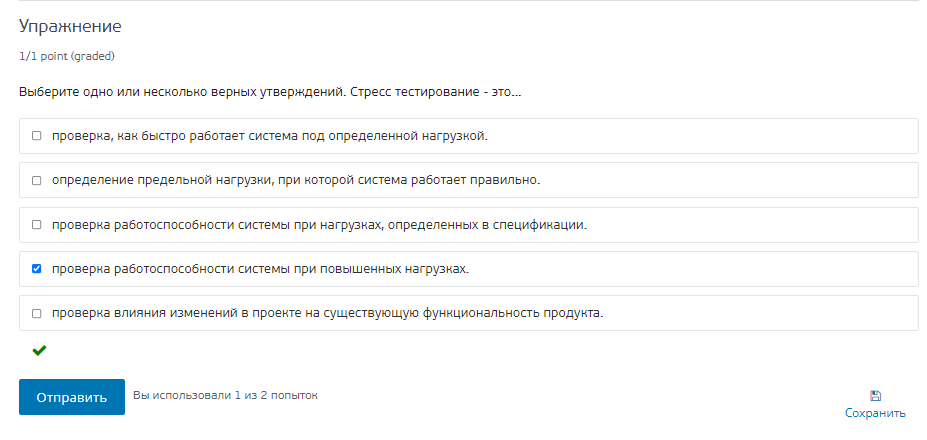 Упражнение
1/1 point (graded)
Выберите одно или несколько верных утверждений. Стресс тестирование - это...
проверка, как быстро работает система под определенной нагрузкой.
определение предельной нагрузки, при которой система работает правильно.
проверка работоспособности системы при нагрузках, определенных в спецификации.
проверка работоспособности системы при повышенных нагрузках.
проверка влияния изменений в проекте на существующую функциональность продукта.
Отправить
Вы использовали 1 из 2 попыток
Сохранить